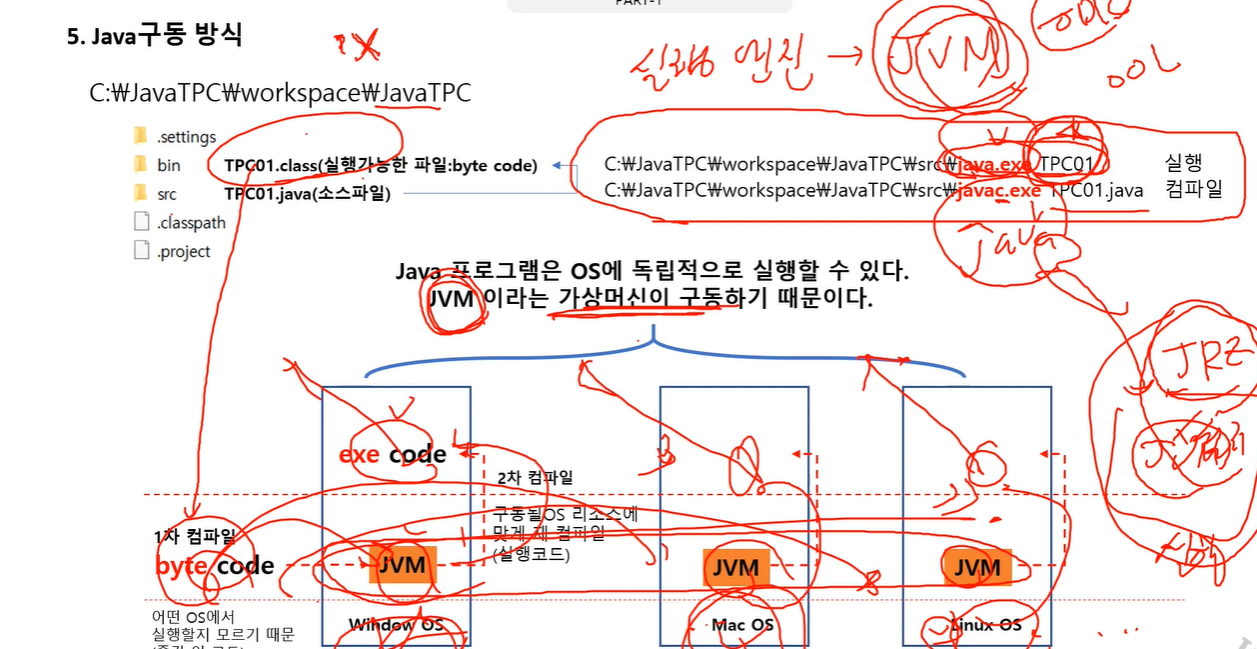 PART-1
5. Java구동 방식
실행 엔진 → JVM
C:₩JavaTPC₩workspace₩JavaTPC
.settings
bin TPC01.class(실행가능한 파일:byte code)
src TPC01.java(소스파일)
.classpath
.project
C:₩JavaTPC₩workspace₩JavaTPC₩src₩java.exe TPC01 실행
C:₩JavaTPC₩workspace₩JavaTPC₩src₩javac.exe TPC01.java 컴파일
Java
Java 프로그램은 OS에 독립적으로 실행할 수 있다.
JVM 이라는 가상머신이 구동하기 때문이다.
exe code
2차 컴파일
구동될OS 리소스에
맞게 재 컴파일
(실행코드)
1차 컴파일
byte code
JVM
JVM
JVM
어떤 OS에서
실행할지 모르기 때문
Window OS
Mac OS
Linux OS